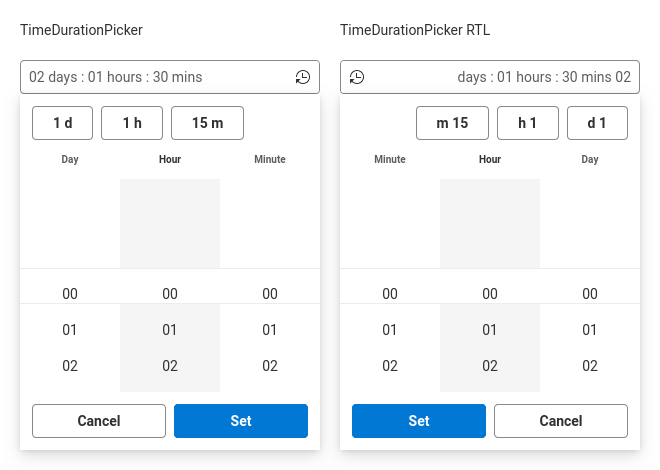 TimeDurationPicker
02 days : 01 hours : 30 mins
1 d 1 h 15 m
Day Hour Minute
00 00 00
01 01 01
02 02 02
Cancel Set
TimeDurationPicker RTL
days : 01 hours : 30 mins 02
m 15 h 1 d 1
Minute Hour Day
00 00 00
01 01 01
02 02 02
Set Cancel